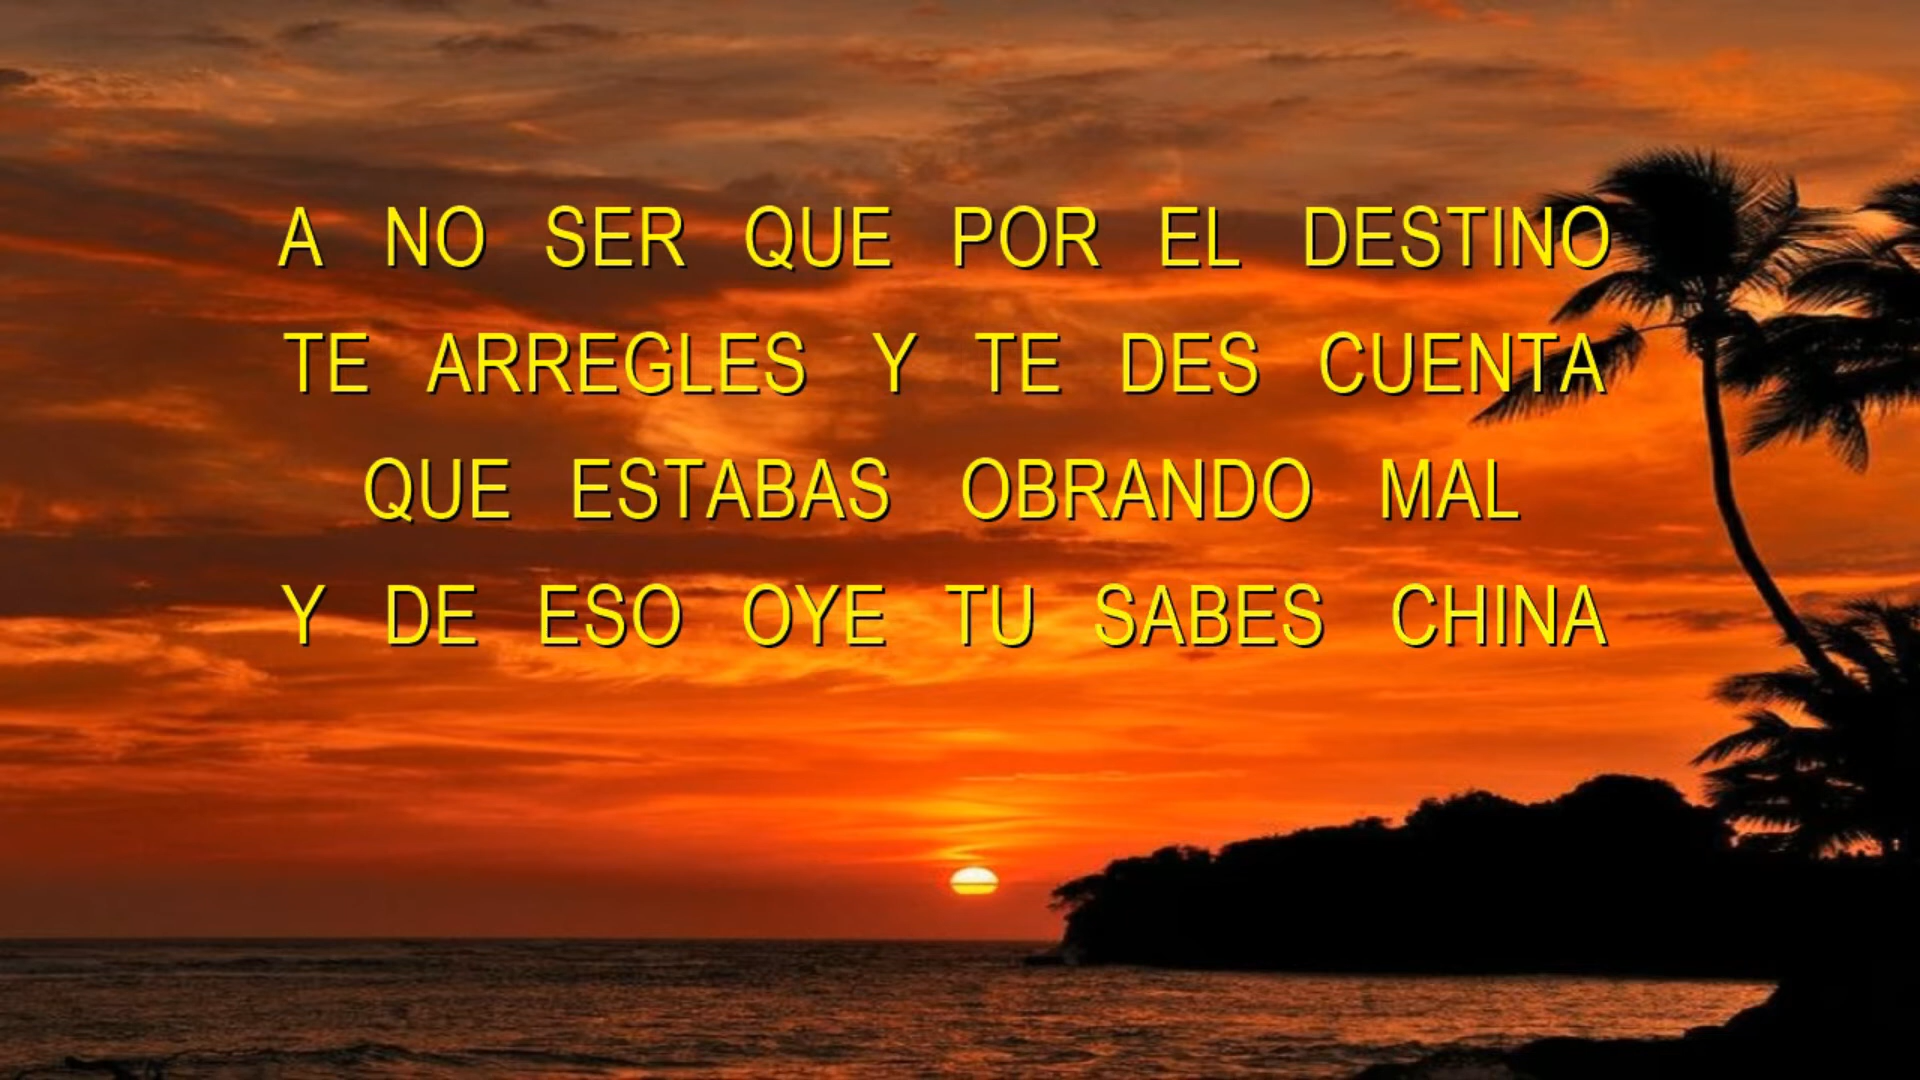 A NO SER QUE POR EL DESTINO
TE ARREGLES Y TE DES CUENTA
QUE ESTABAS OBRANDO MAL
Y DE ESO OYE TU SABES CHINA